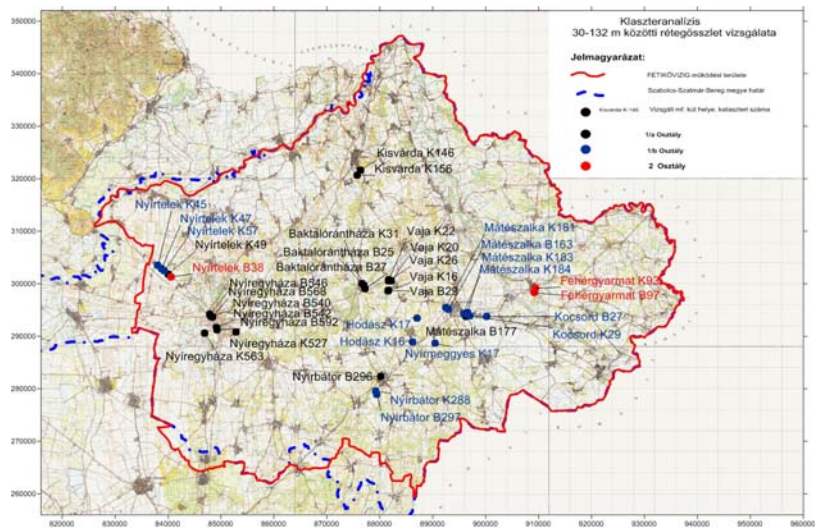 Klaszteranalízis
30-132 m közötti rétegösszlet vizsgálata
Jelmagyarázat:
FETIKÖVIZIG működési területe
Szabolcs-Szatmár-Bereg megye határ
Kisvárda K-146 Vizsgált mf. kút helye, kataszteri száma
1/a Osztály
1/b Osztály
2 Osztály
350000
340000
330000
320000
310000
300000
290000
280000
270000
260000
Kisvárda K146
Kisvárda K156
Nyírtelek K45
Nyírtelek K47
Nyírtelek K57
Nyírtelek K49
Nyírtelek B38
Baktalórántháza K31
Baktalórántháza B25
Baktalórántháza B27
Vaja K22
Vaja K20
Vaja K26
Vaja K16
Vaja B29
Mátészalka K181
Mátészalka B163
Mátészalka K183
Mátészalka K184
Fehérgyarmat K93
Fehérgyarmat B97
Nyíregyháza B546
Nyíregyháza B568
Nyíregyháza B540
Nyíregyháza B542
Nyíregyháza B592
Nyíregyháza K527
Nyíregyháza K563
Hodász K17
Hodász K16
Mátészalka B177
Nyírmeggyes K17
Kocsord B27
Kocsord K29
Nyírbátor B296
Nyírbátor K288
Nyírbátor B297
820000 830000 840000 850000 860000 870000 880000 890000 900000 910000 920000 930000 940000 950000 960000